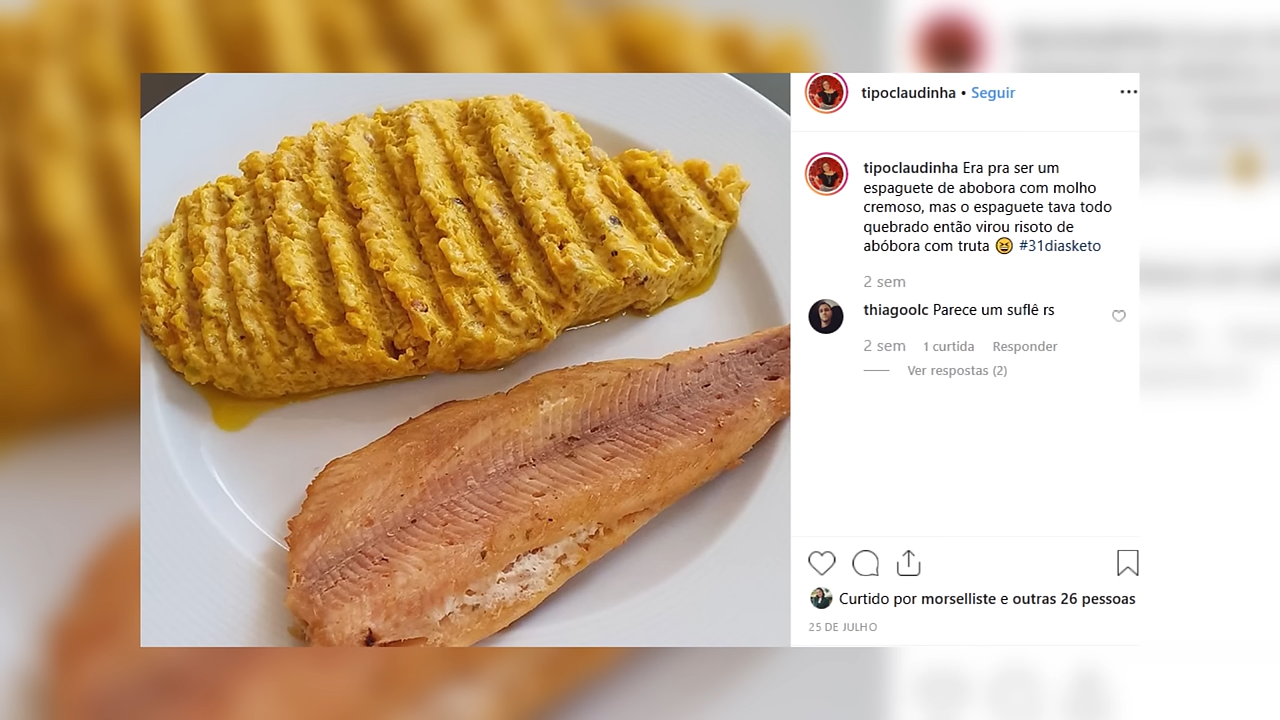 tipoclaudinha • Seguir
tipoclaudinha Era pra ser um
espaguete de abobora com molho
cremoso, mas o espaguete tava todo
quebrado então virou risoto de
abóbora com truta 😆 #31diasketo
2 sem
thiagoolc Parece um suflê rs
2 sem 1 curtida Responder
Ver respostas (2)
Curtido por morselliste e outras 26 pessoas
25 DE JULHO